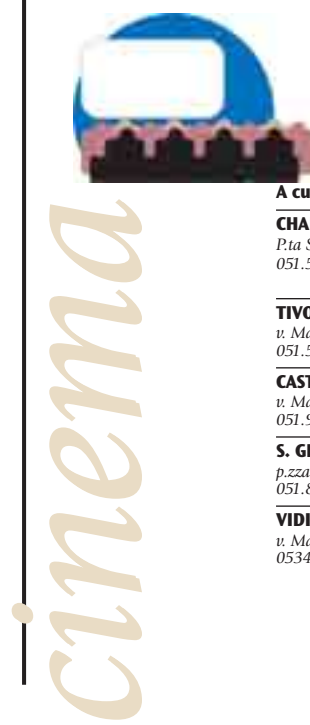 cinema
A cu
CHA
P.ta S
051.5
TIVO
v. Ma
051.5
CAST
v. Ma
051.9
S. GI
p.zza
051.8
VIDI
v. Ma
0534